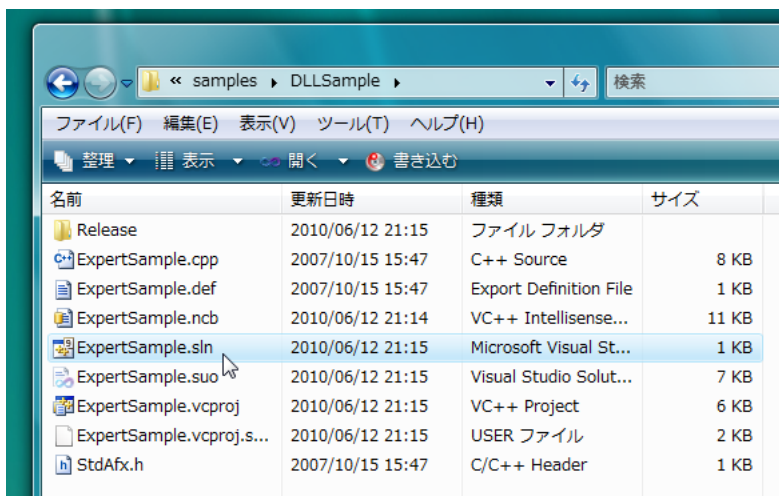 « samples DLLSample 検索
ファイル(F) 編集(E) 表示(V) ツール(T) ヘルプ(H)
整理 表示 開く 書き込む
名前 更新日時 種類 サイズ
Release 2010/06/12 21:15 ファイル フォルダ
ExpertSample.cpp 2007/10/15 15:47 C++ Source 8 KB
ExpertSample.def 2007/10/15 15:47 Export Definition File 1 KB
ExpertSample.ncb 2010/06/12 21:14 VC++ Intellisense... 11 KB
ExpertSample.sln 2010/06/12 21:15 Microsoft Visual St... 1 KB
ExpertSample.suo 2010/06/12 21:15 Visual Studio Solut... 7 KB
ExpertSample.vcproj 2010/06/12 21:15 VC++ Project 6 KB
ExpertSample.vcproj.s... 2010/06/12 21:15 USER ファイル 2 KB
StdAfx.h 2007/10/15 15:47 C/C++ Header 1 KB